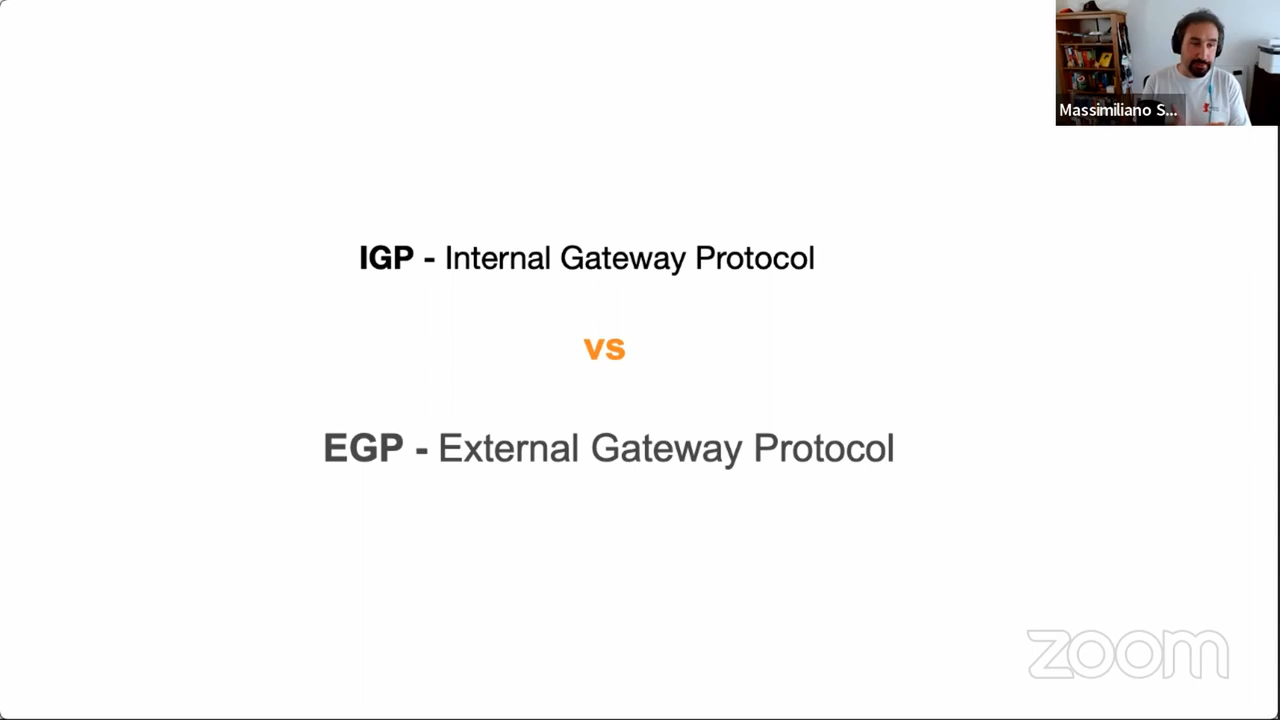 Massimiliano S...
IGP - Internal Gateway Protocol
vs
EGP - External Gateway Protocol
zoom